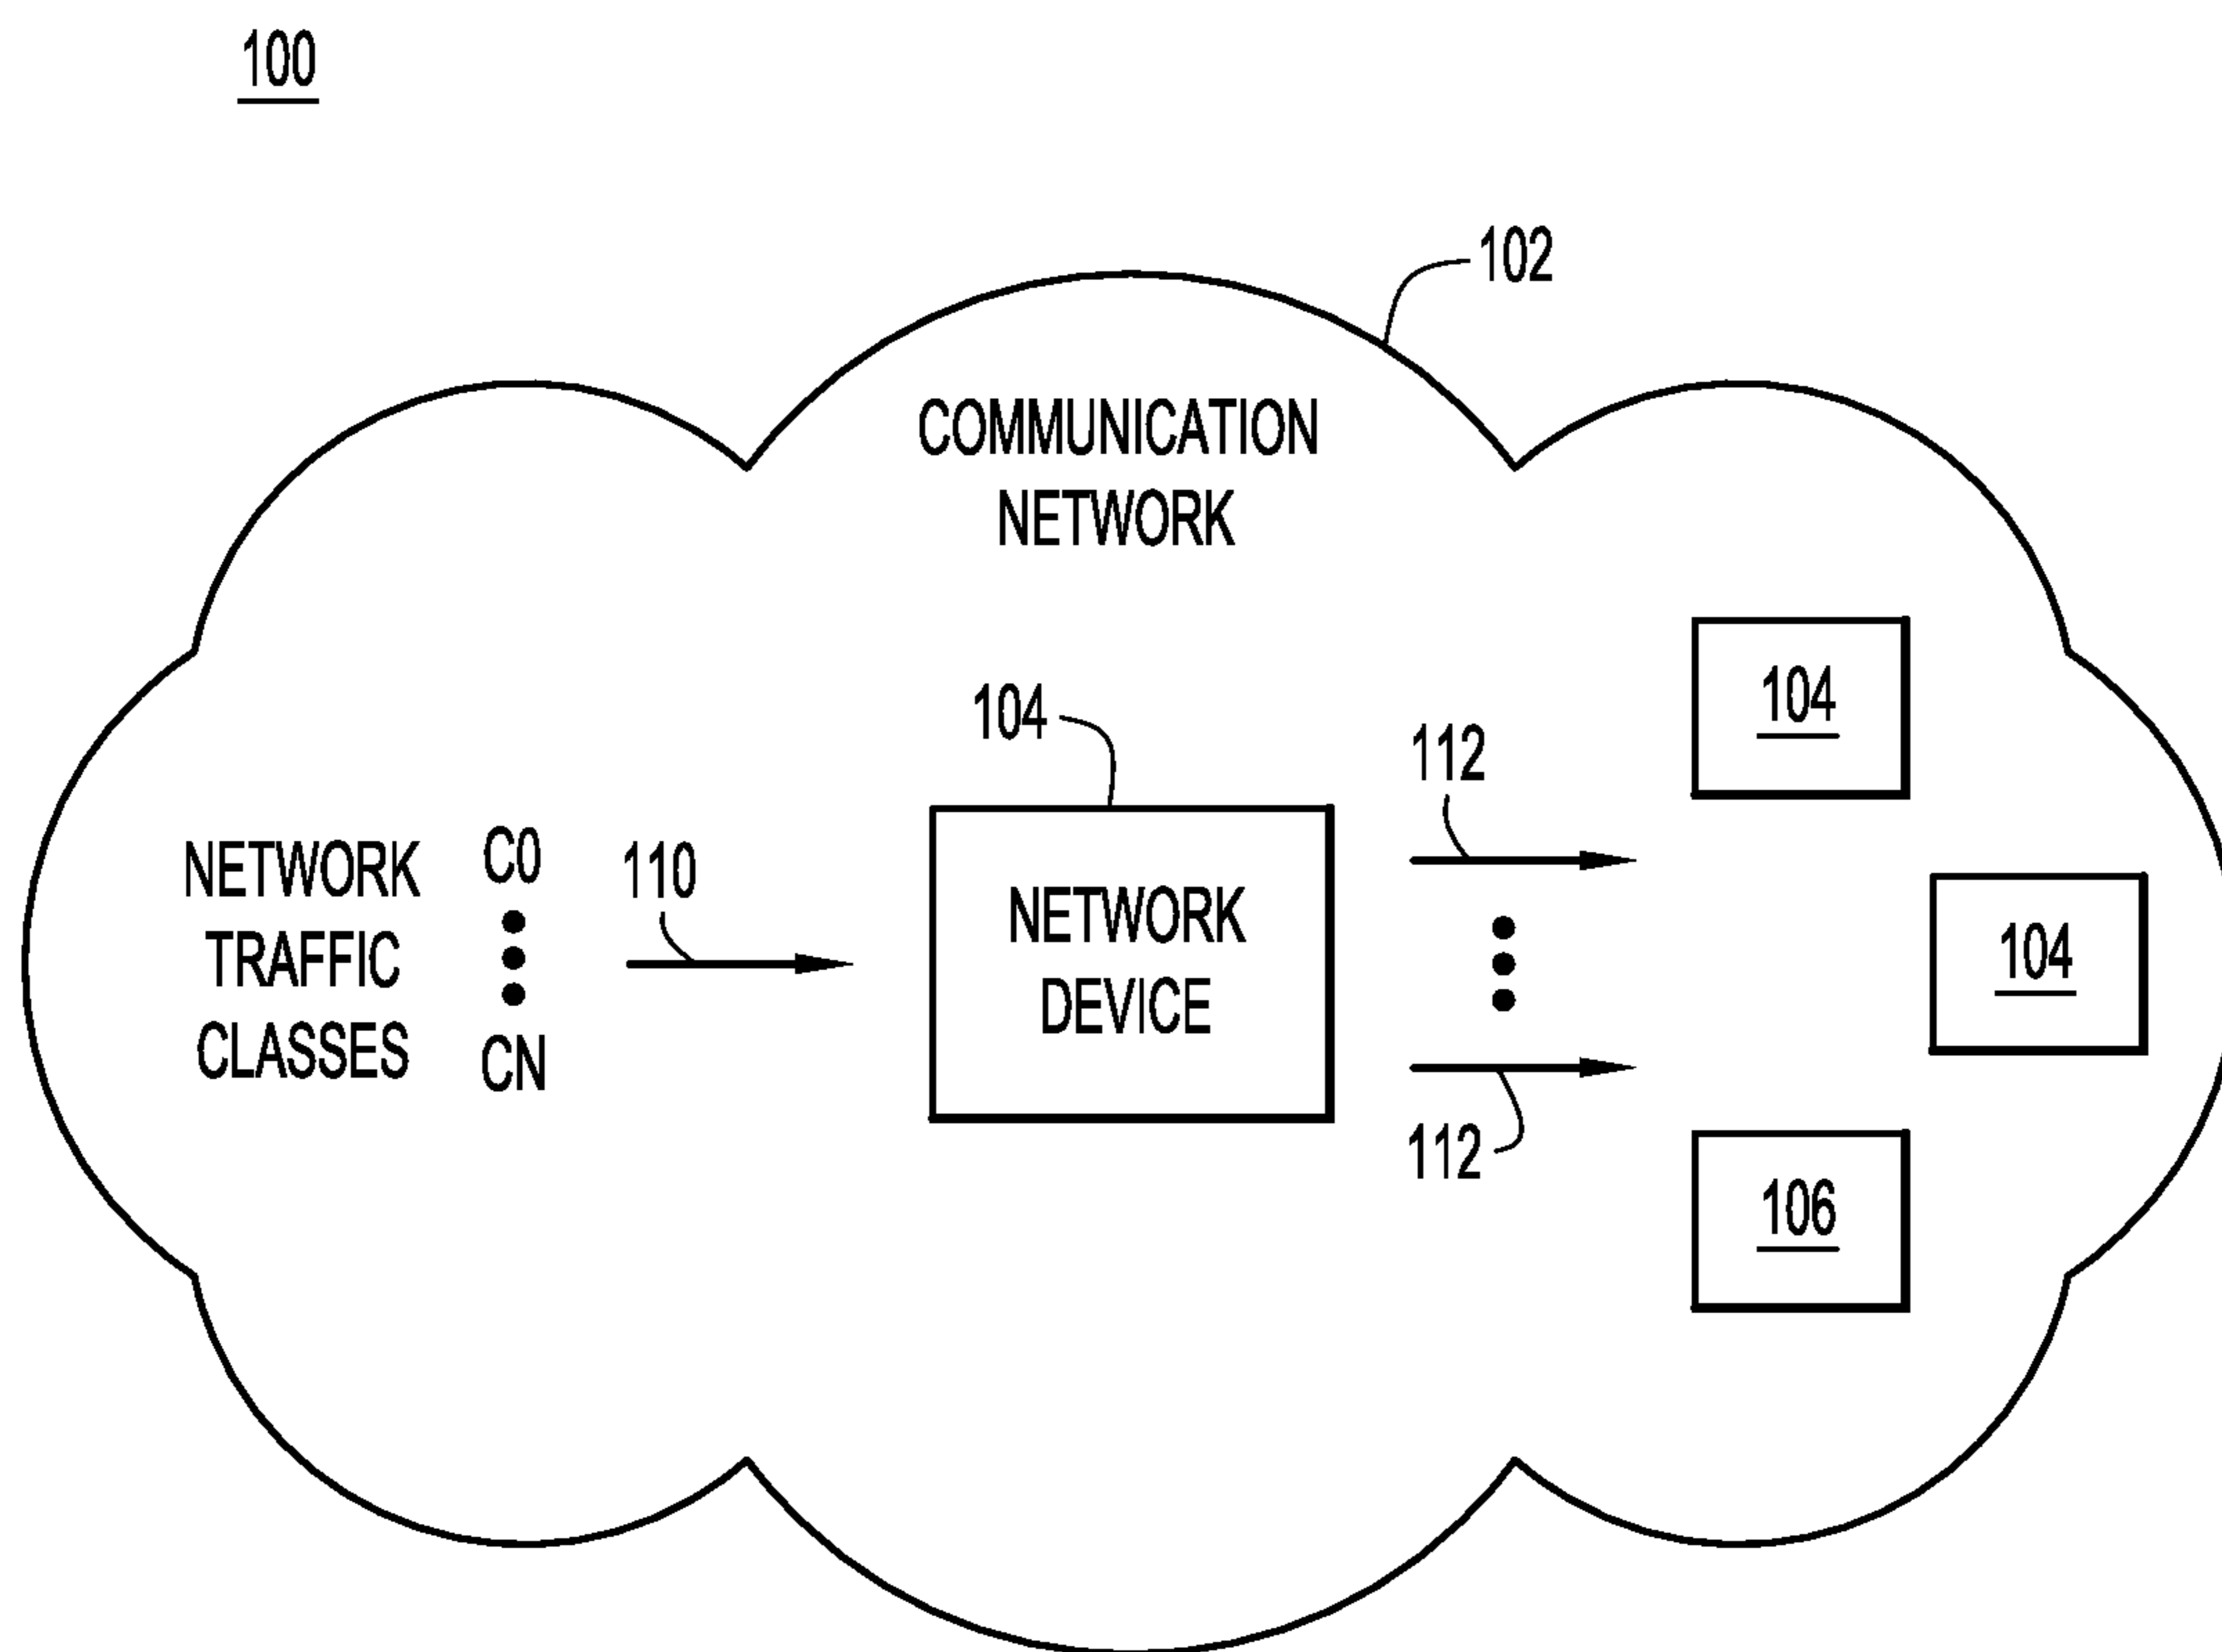 100
102
COMMUNICATION
NETWORK
104
104
112
NETWORK
TRAFFIC
CLASSES
C0
CN
110
NETWORK
DEVICE
104
112
106